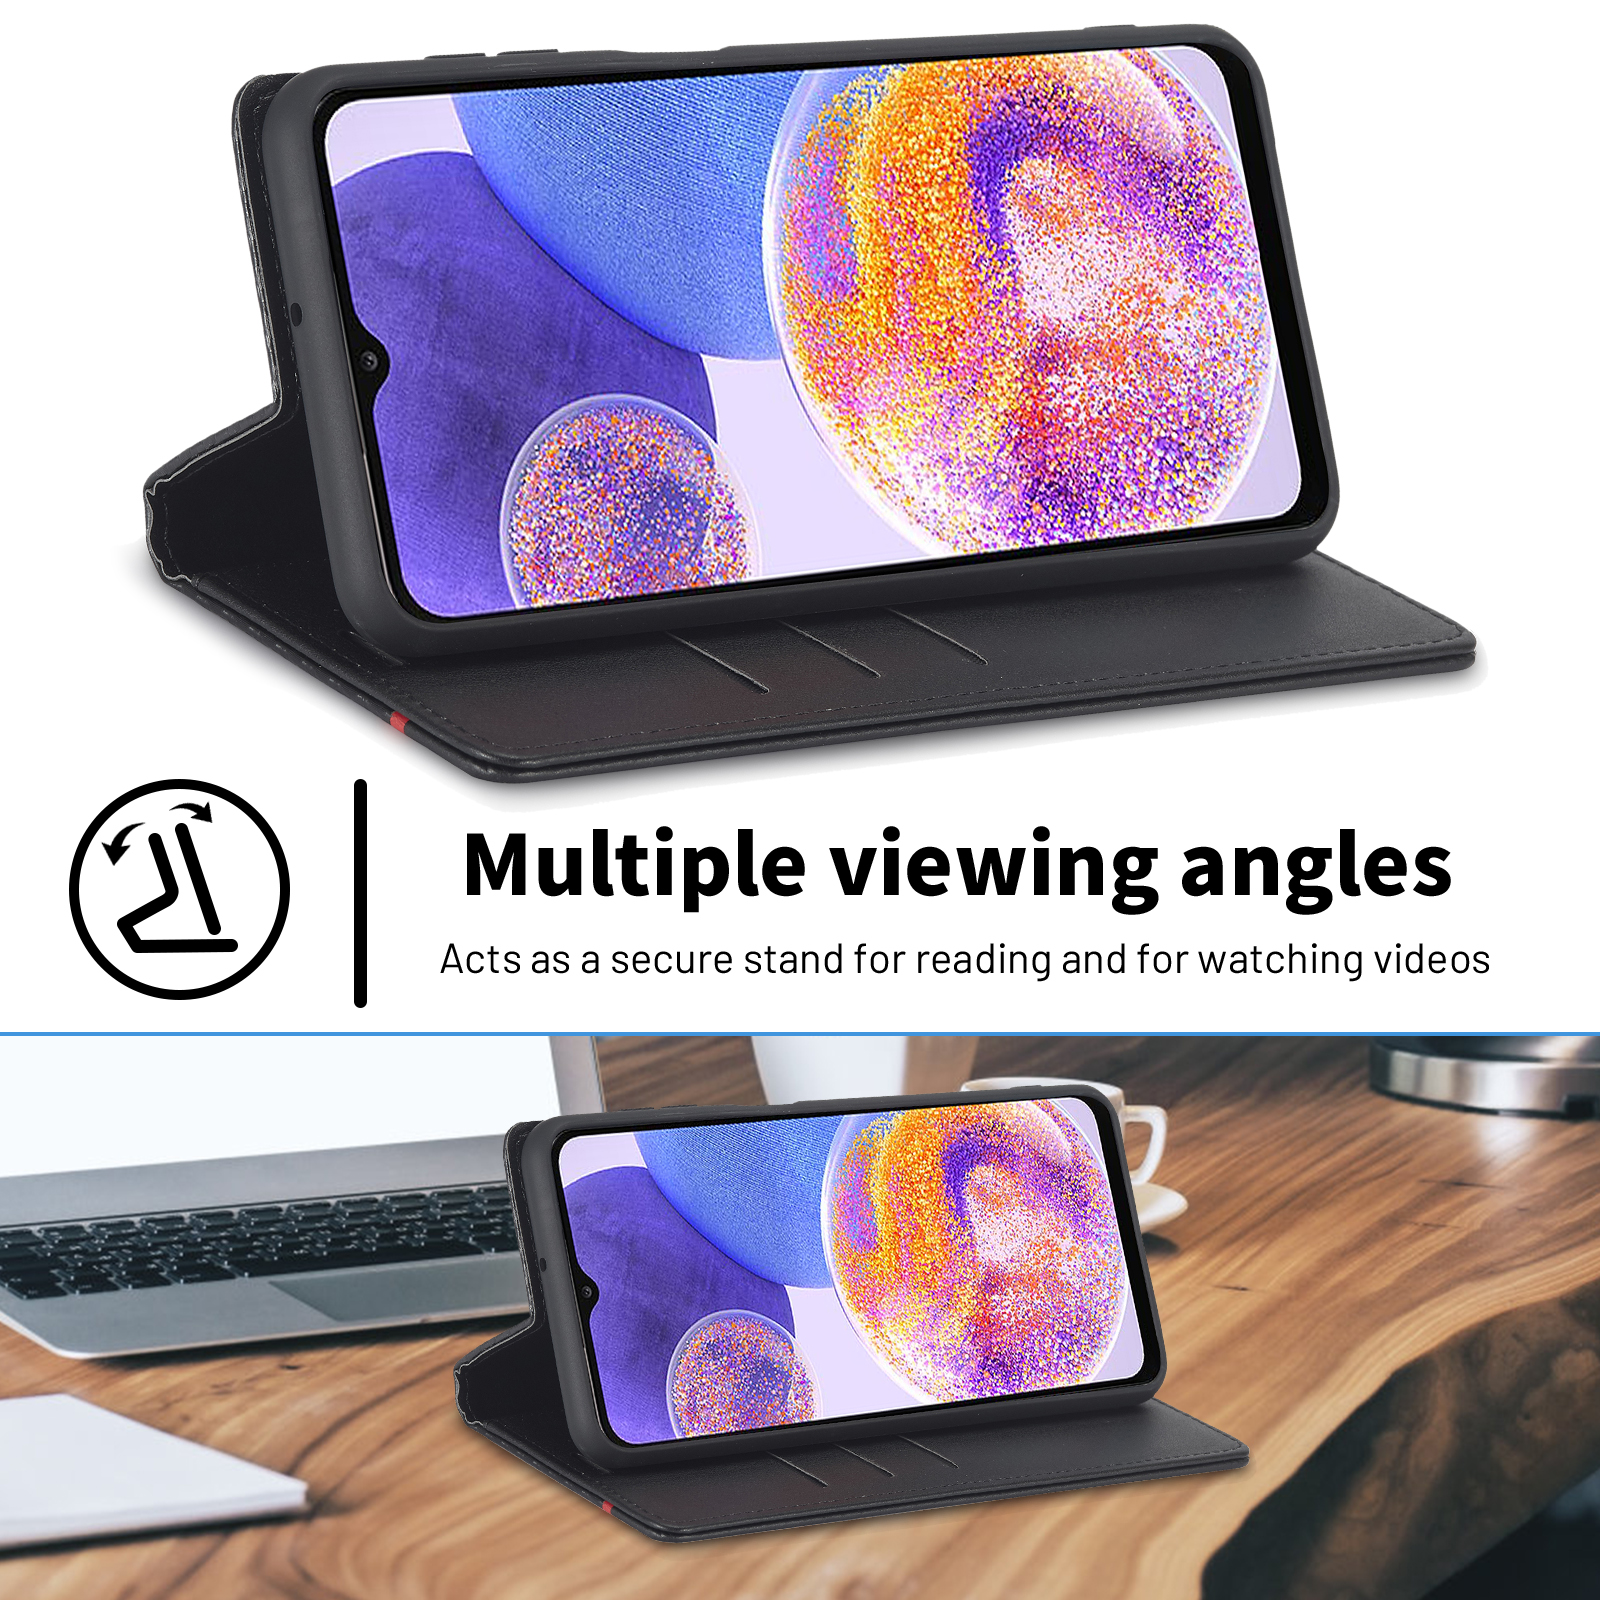 Multiple viewing angles
Acts as a secure stand for reading and for watching videos